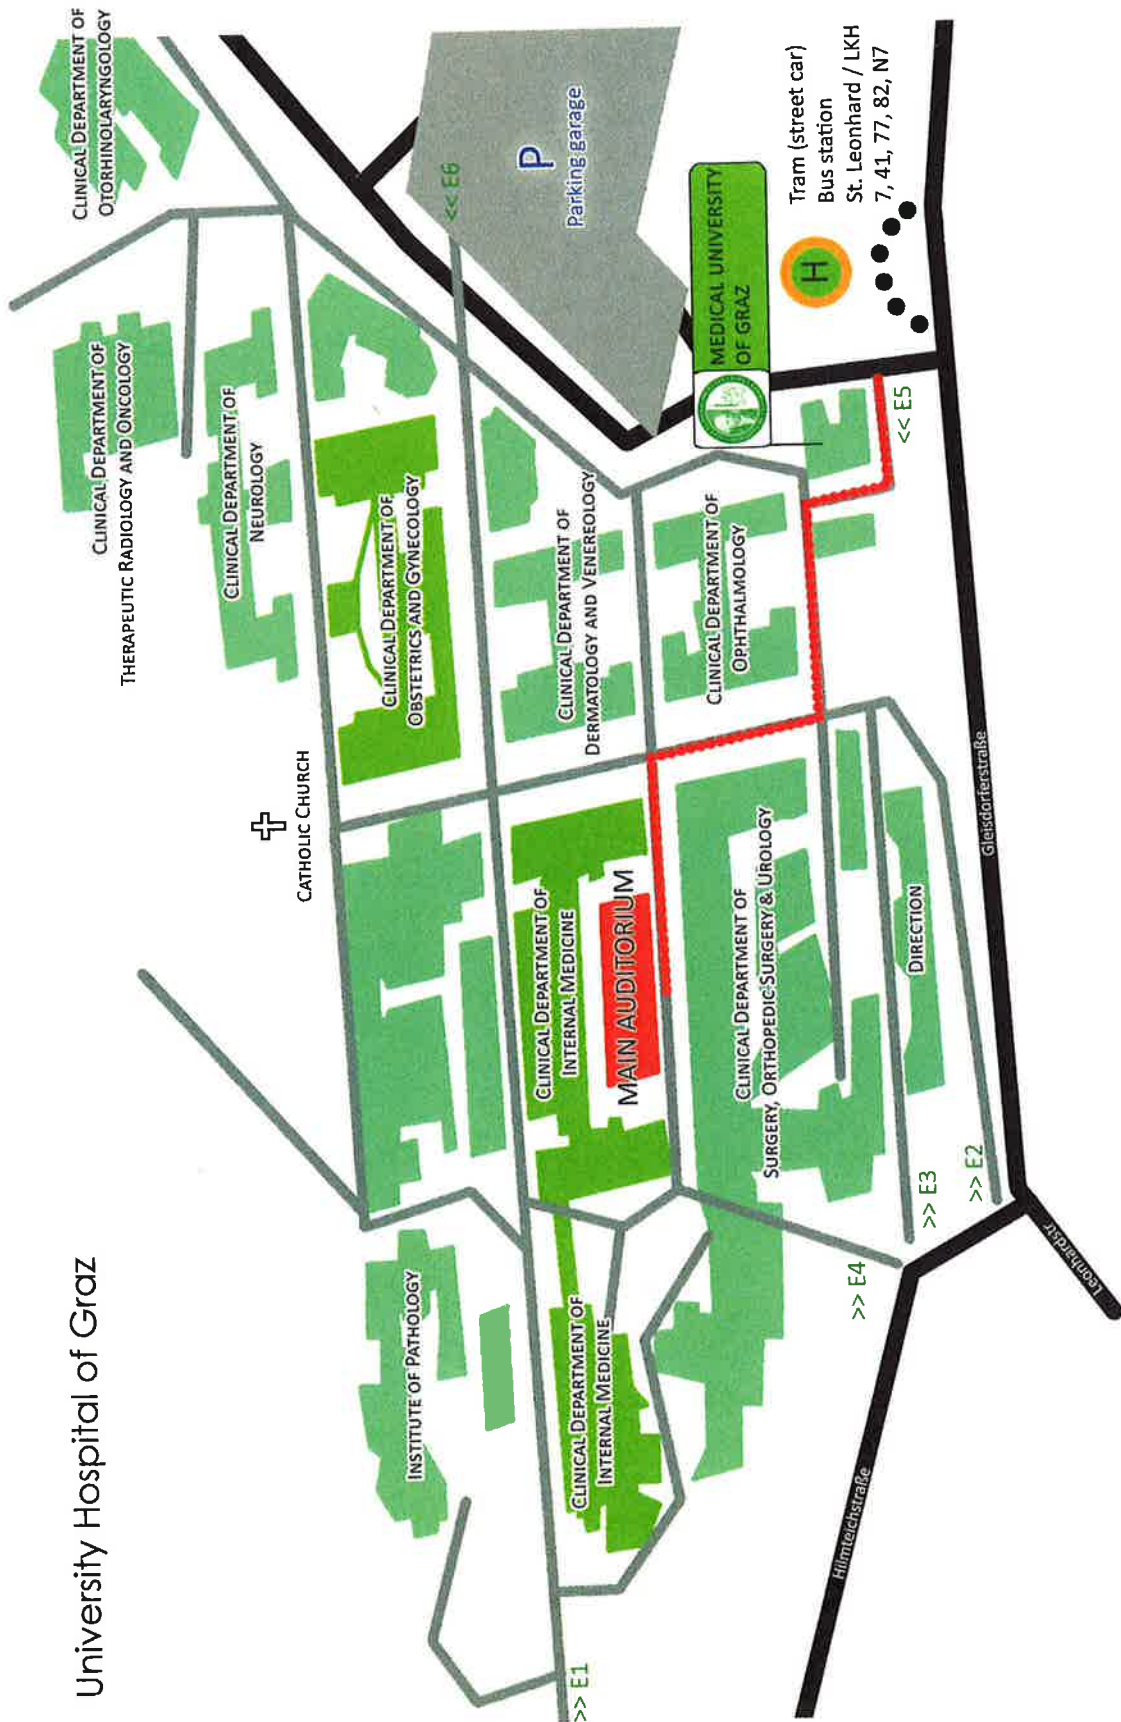 University Hospital of Graz
CLINICAL DEPARTMENT OF
OTORHINOLARYNGOLOGY
CLINICAL DEPARTMENT OF
THERAPEUTIC RADIOLOGY AND ONCOLOGY
CLINICAL DEPARTMENT OF
NEUROLOGY
CATHOLIC CHURCH
CLINICAL DEPARTMENT OF
OBSTETRICS AND GYNECOLOGY
<< E6
P
Parking garage
INSTITUTE OF PATHOLOGY
CLINICAL DEPARTMENT OF
INTERNAL MEDICINE
CLINICAL DEPARTMENT OF
DERMATOLOGY AND VENEREOLOGY
>> E1
CLINICAL DEPARTMENT OF
INTERNAL MEDICINE
MAIN AUDITORIUM
CLINICAL DEPARTMENT OF
OPHTHALMOLOGY
MEDICAL UNIVERSITY
OF GRAZ
CLINICAL DEPARTMENT OF
SURGERY, ORTHOPEDIC SURGERY & UROLOGY
H
Tram (street car)
Bus station
St. Leonhard / LKH
7, 41, 77, 82, N7
>> E4
Hilmteichstraße
DIRECTION
<< E5
>> E3
>> E2
Gleisdorferstraße
Leonhardstr